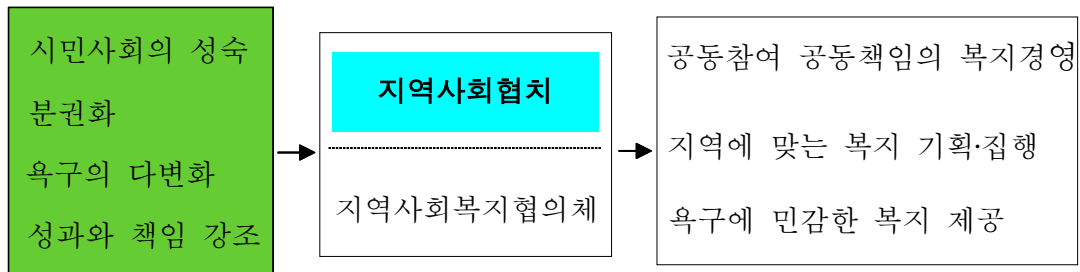 시민사회의 성숙
분권화
욕구의 다변화
성과와 책임 강조
지역사회협치
지역사회복지협의체
공동참여 공동책임의 복지경영
지역에 맞는 복지 기획·집행
욕구에 민감한 복지 제공